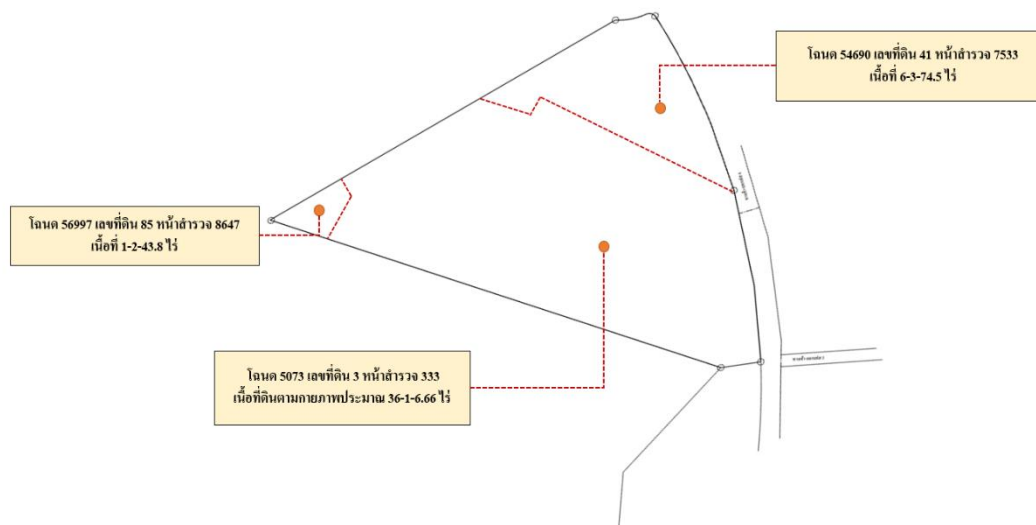 โฉนด 54690 เลขที่ดิน 41 หน้าสำรวจ 7533
เนื้อที่ 6-3-74.5 ไร่
โฉนด 56997 เลขที่ดิน 85 หน้าสำรวจ 8647
เนื้อที่ 1-2-43.8 ไร่
โฉนด 5073 เลขที่ดิน 3 หน้าสำรวจ 333
เนื้อที่ดินตามกายภาพประมาณ 36-1-6.66 ไร่